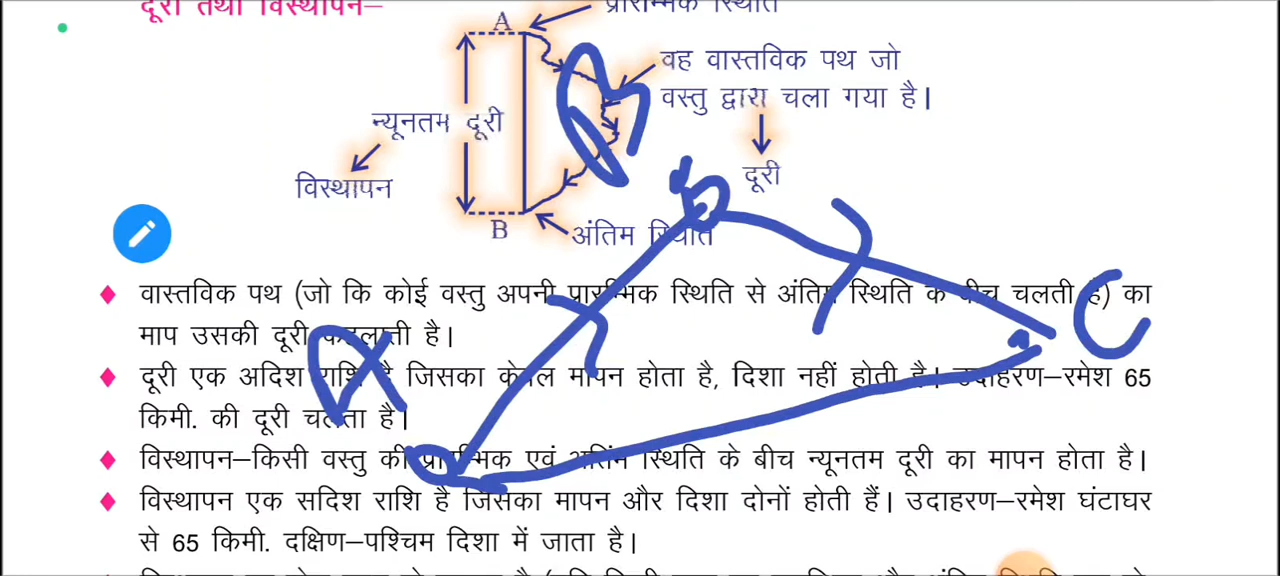 दूरी तथा विस्थापन–
A
प्रारम्भिक स्थिति
वह वास्तविक पथ जो
वस्तु द्वारा चला गया है।
न्यूनतम दूरी
दूरी
विस्थापन
B
अंतिम स्थिति
B
♦ वास्तविक पथ (जो कि कोई वस्तु अपनी प्रारम्भिक स्थिति से अंतिम स्थिति के बीच चलती है) का
माप उसकी दूरी कहलाती है।
C
A
♦ दूरी एक अदिश राशि है जिसका केवल मापन होता है, दिशा नहीं होती है। उदाहरण–रमेश 65
किमी. की दूरी चलता है।
♦ विस्थापन–किसी वस्तु की प्रारम्भिक एवं अतिंम स्थिति के बीच न्यूनतम दूरी का मापन होता है।
♦ विस्थापन एक सदिश राशि है जिसका मापन और दिशा दोनों होती हैं। उदाहरण–रमेश घंटाघर
से 65 किमी. दक्षिण–पश्चिम दिशा में जाता है।